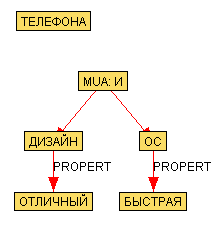 ТЕЛЕФОНА
MUA: И
ДИЗАЙН ОС
PROPERT PROPERT
ОТЛИЧНЫЙ БЫСТРАЯ